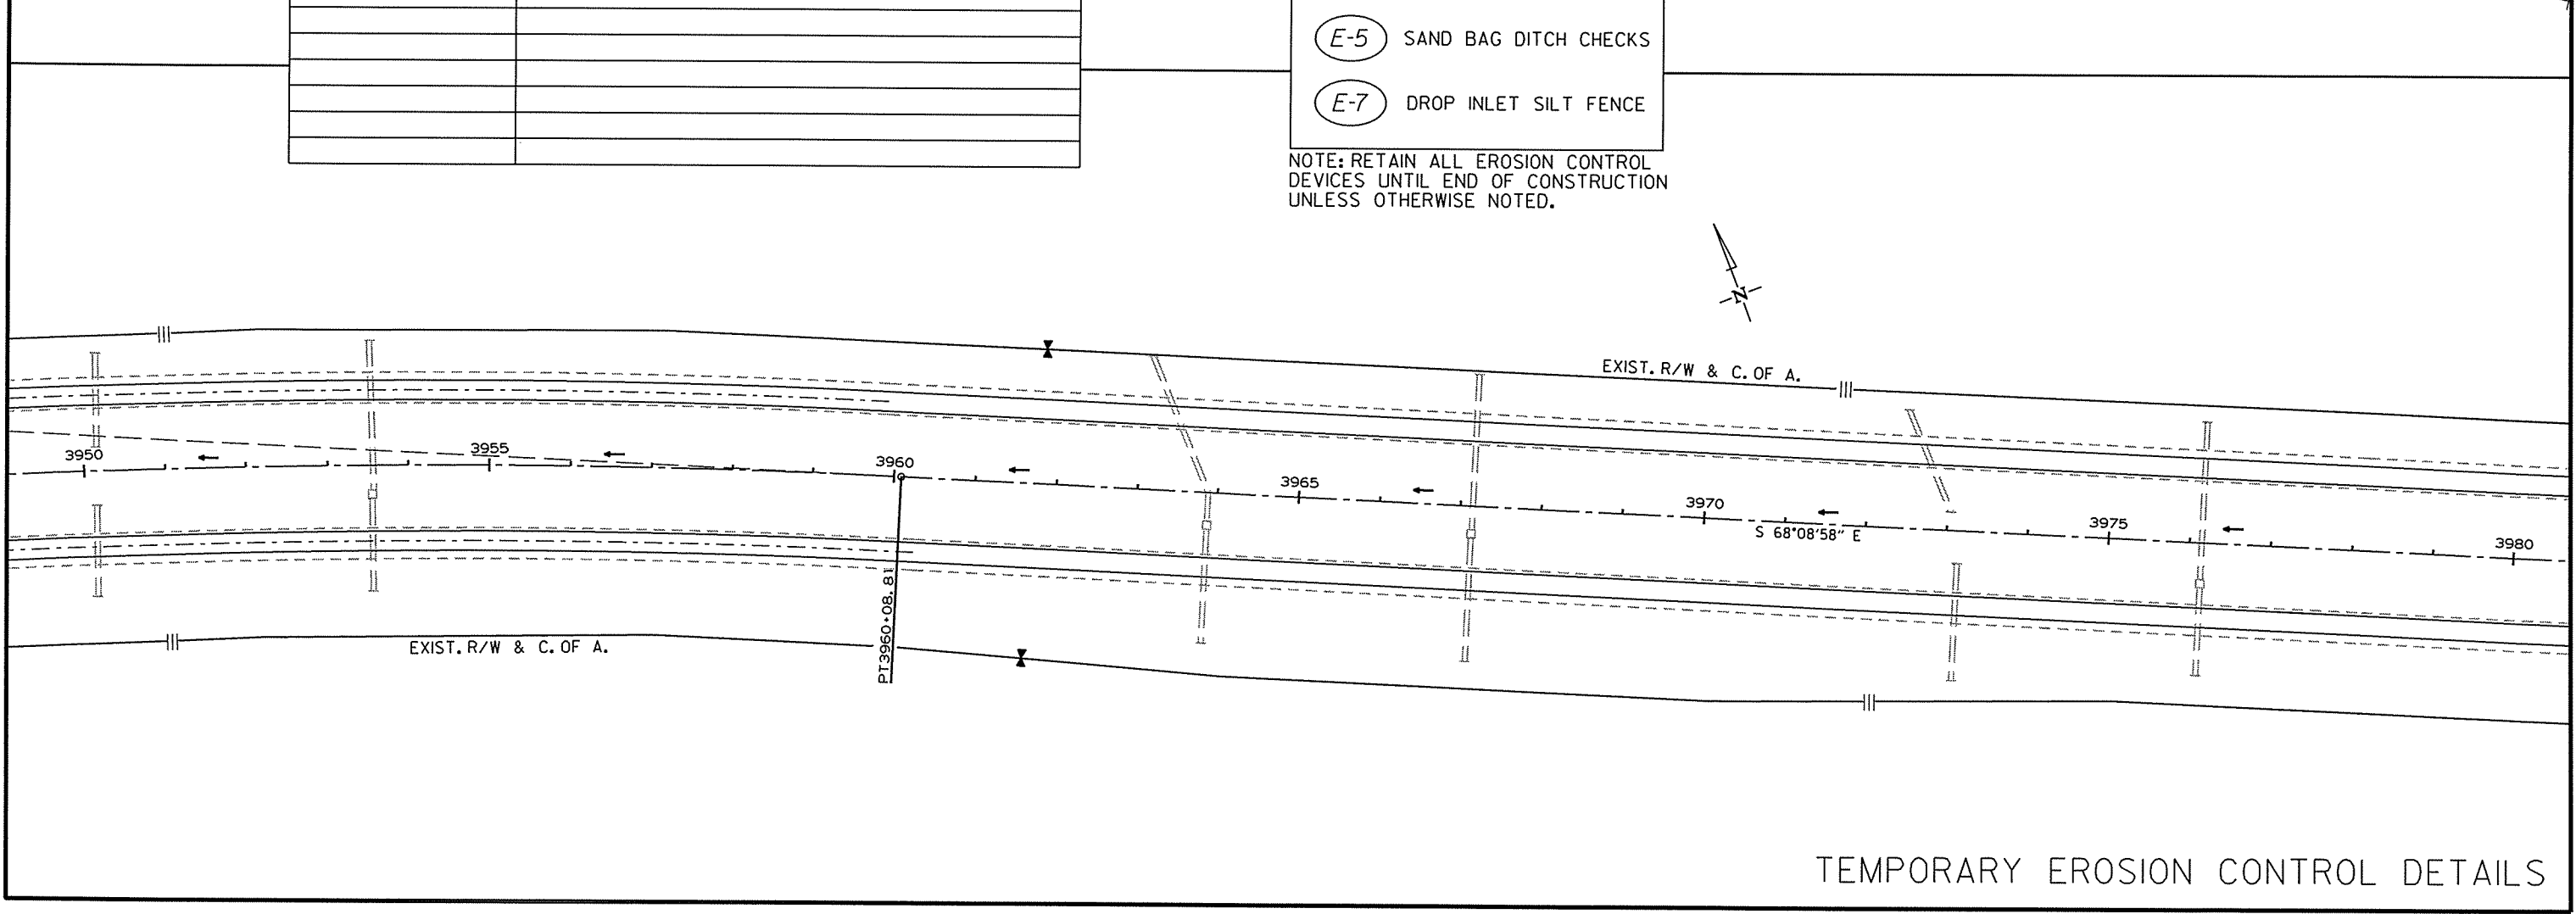 E-5 SAND BAG DITCH CHECKS
E-7 DROP INLET SILT FENCE
NOTE: RETAIN ALL EROSION CONTROL
DEVICES UNTIL END OF CONSTRUCTION
UNLESS OTHERWISE NOTED.
N
EXIST. R/W & C. OF A.
3950
3955
3960
3965
3970
3975
3980
S 68°08'58" E
PT3960+08.81
EXIST. R/W & C. OF A.
TEMPORARY EROSION CONTROL DETAILS